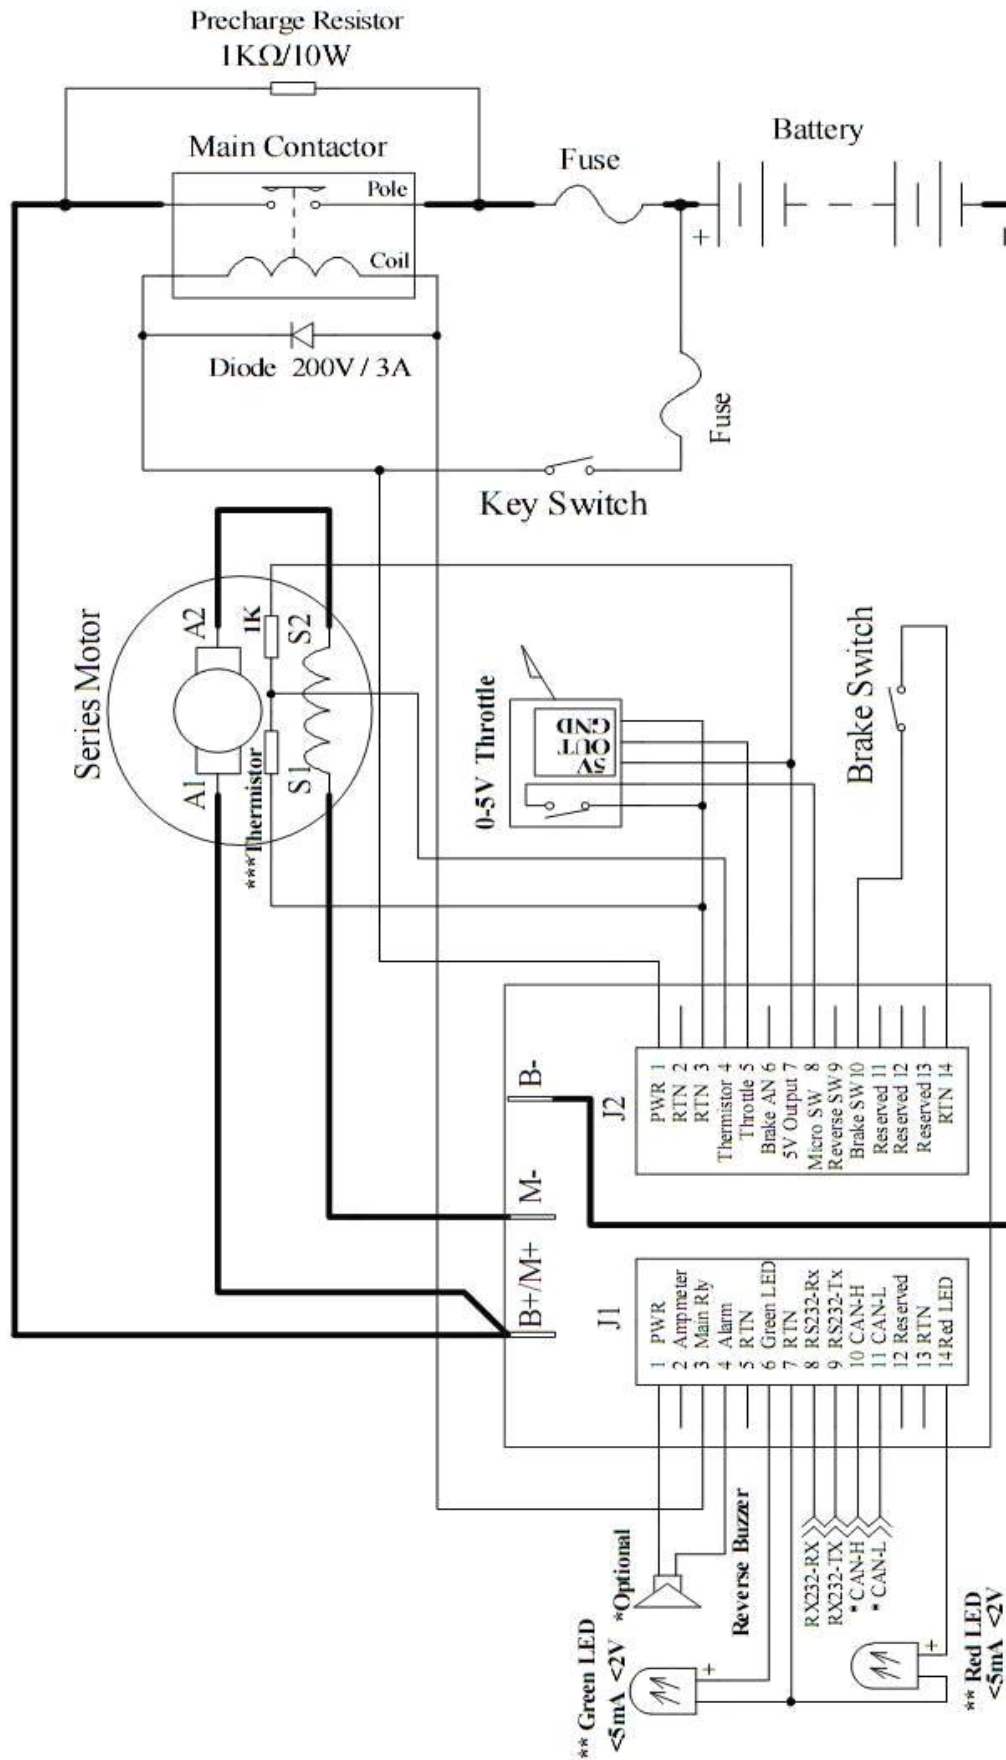 Precharge Resistor
1KΩ/10W
Main Contactor
Pole
Coil
Diode 200V / 3A
Fuse
Battery
+
-
Fuse
Key Switch
Series Motor
A2
1K
S2
A1
S1
***Thermistor
0-5V Throttle
GND
OUT
5V
Brake Switch
B-
M-
B+/M+
J2
PWR 1
RTN 2
RTN 3
Thermistor 4
Throttle 5
Brake AN 6
5V Output 7
Micro SW 8
Reverse SW 9
Brake SW 10
Reserved 11
Reserved 12
Reserved 13
RTN 14
J1
1 PWR
2 Ampmeter
3 Main Rly
4 Alarm
5 RTN
6 Green LED
7 RTN
8 RS232-Rx
9 RS232-Tx
10 CAN-H
11 CAN-L
12 Reserved
13 RTN
14 Red LED
*Optional
Reverse Buzzer
RX232-RX
RX232-TX
* CAN-H
* CAN-L
** Green LED
<5mA <2V
+
** Red LED
<5mA <2V
+